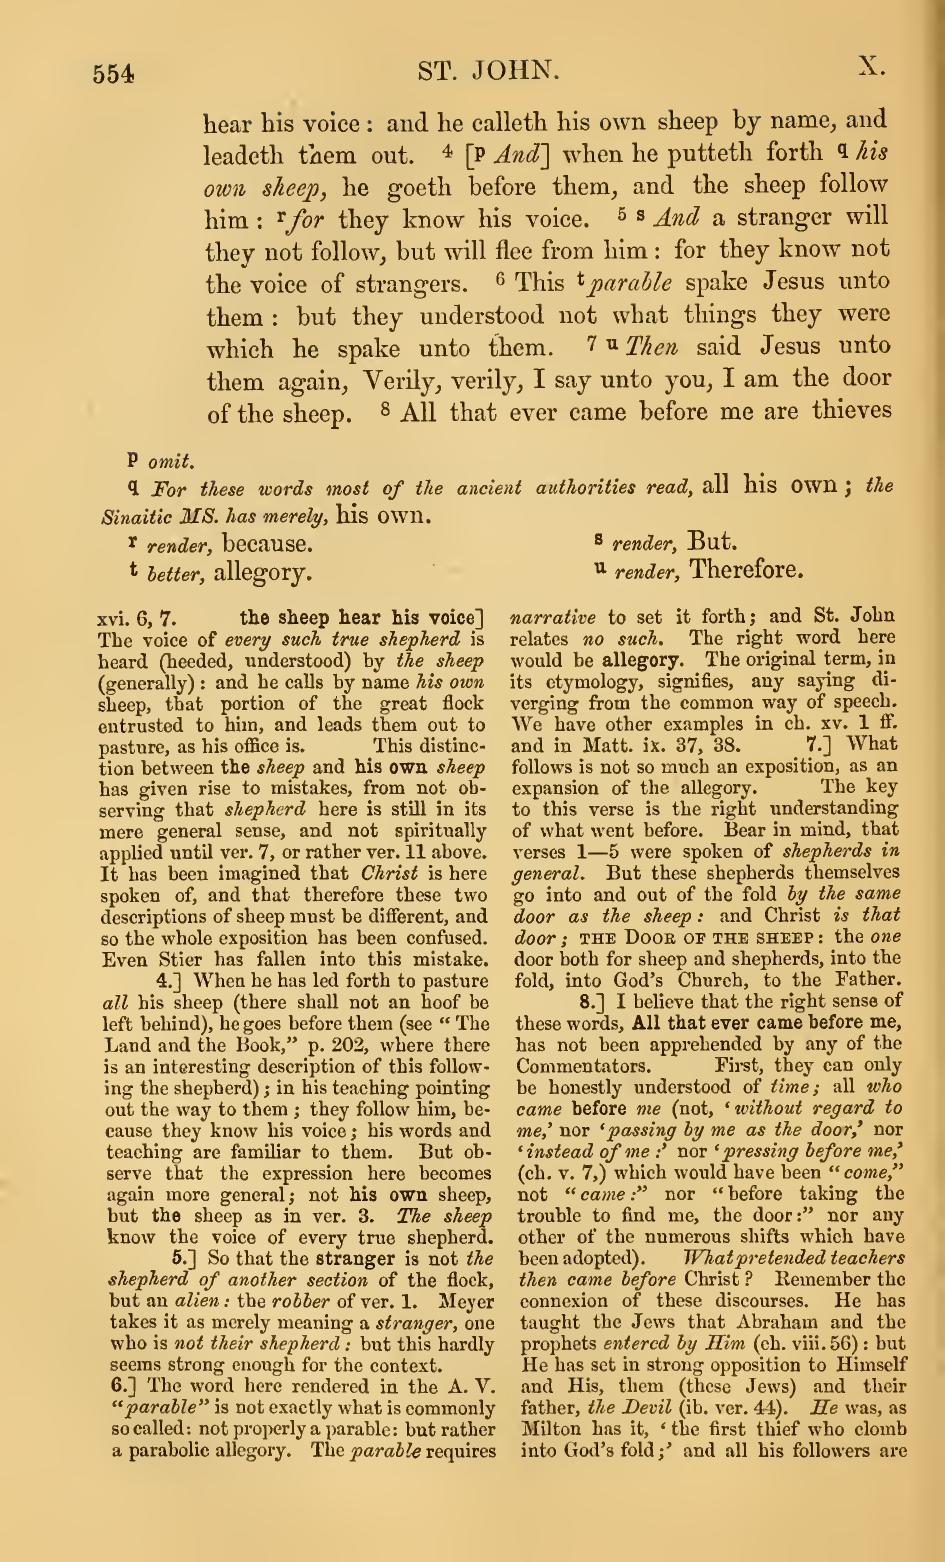 554
ST. JOHN.
X.
hear his voice : and he calleth his own sheep by name, and
leadeth them out. 4 [p And] when he putteth forth q his
own sheep, he goeth before them, and the sheep follow
him : r for they know his voice. 5 s And a stranger will
they not follow, but will flee from him : for they know not
the voice of strangers. 6 This t parable spake Jesus unto
them : but they understood not what things they were
which he spake unto them. 7 u Then said Jesus unto
them again, Verily, verily, I say unto you, I am the door
of the sheep. 8 All that ever came before me are thieves
p omit.
q For these words most of the ancient authorities read, all his own ; the
Sinaitic MS. has merely, his own.
r render, because.
s render, But.
t better, allegory.
u render, Therefore.
xvi. 6, 7. the sheep hear his voice]
The voice of every such true shepherd is
heard (heeded, understood) by the sheep
(generally) : and he calls by name his own
sheep, that portion of the great flock
entrusted to him, and leads them out to
pasture, as his office is. This distinc-
tion between the sheep and his own sheep
has given rise to mistakes, from not ob-
serving that shepherd here is still in its
mere general sense, and not spiritually
applied until ver. 7, or rather ver. 11 above.
It has been imagined that Christ is here
spoken of, and that therefore these two
descriptions of sheep must be different, and
so the whole exposition has been confused.
Even Stier has fallen into this mistake.
4.] When he has led forth to pasture
all his sheep (there shall not an hoof be
left behind), he goes before them (see “ The
Land and the Book,” p. 202, where there
is an interesting description of this follow-
ing the shepherd) ; in his teaching pointing
out the way to them ; they follow him, be-
cause they know his voice ; his words and
teaching are familiar to them. But ob-
serve that the expression here becomes
again more general ; not his own sheep,
but the sheep as in ver. 3. The sheep
know the voice of every true shepherd.
5.] So that the stranger is not the
shepherd of another section of the flock,
but an alien : the robber of ver. 1. Meyer
takes it as merely meaning a stranger, one
who is not their shepherd : but this hardly
seems strong enough for the context.
6.] The word here rendered in the A. V.
“parable” is not exactly what is commonly
so called: not properly a parable: but rather
a parabolic allegory. The parable requires
narrative to set it forth ; and St. John
relates no such. The right word here
would be allegory. The original term, in
its etymology, signifies, any saying di-
verging from the common way of speech.
We have other examples in ch. xv. 1 ff.
and in Matt. ix. 37, 38. 7.] What
follows is not so much an exposition, as an
expansion of the allegory. The key
to this verse is the right understanding
of what went before. Bear in mind, that
verses 1—5 were spoken of shepherds in
general. But these shepherds themselves
go into and out of the fold by the same
door as the sheep : and Christ is that
door ; THE DOOR OF THE SHEEP : the one
door both for sheep and shepherds, into the
fold, into God's Church, to the Father.
8.] I believe that the right sense of
these words, All that ever came before me,
has not been apprehended by any of the
Commentators. First, they can only
be honestly understood of time ; all who
came before me (not, ‘ without regard to
me,’ nor ‘passing by me as the door,’ nor
‘instead of me :’ nor ‘pressing before me,’
(ch. v. 7,) which would have been “ come,”
not “came :” nor “before taking the
trouble to find me, the door:” nor any
other of the numerous shifts which have
been adopted). What pretended teachers
then came before Christ ? Remember the
connexion of these discourses. He has
taught the Jews that Abraham and the
prophets entered by Him (ch. viii. 56) : but
He has set in strong opposition to Himself
and His, them (these Jews) and their
father, the Devil (ib. ver. 44). He was, as
Milton has it, ‘ the first thief who clomb
into God's fold ;’ and all his followers are